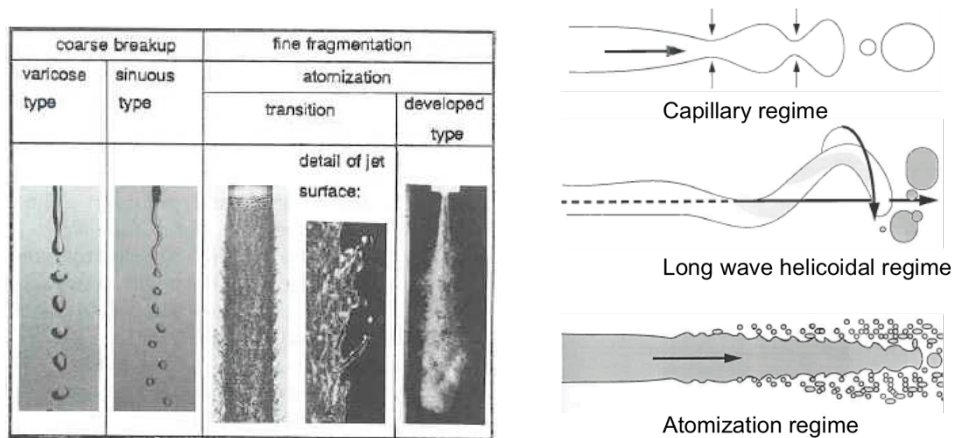 coarse breakup
fine fragmentation
varicose
type
sinuous
type
atomization
transition
developed
type
detail of jet
surface:
Capillary regime
Long wave helicoidal regime
Atomization regime